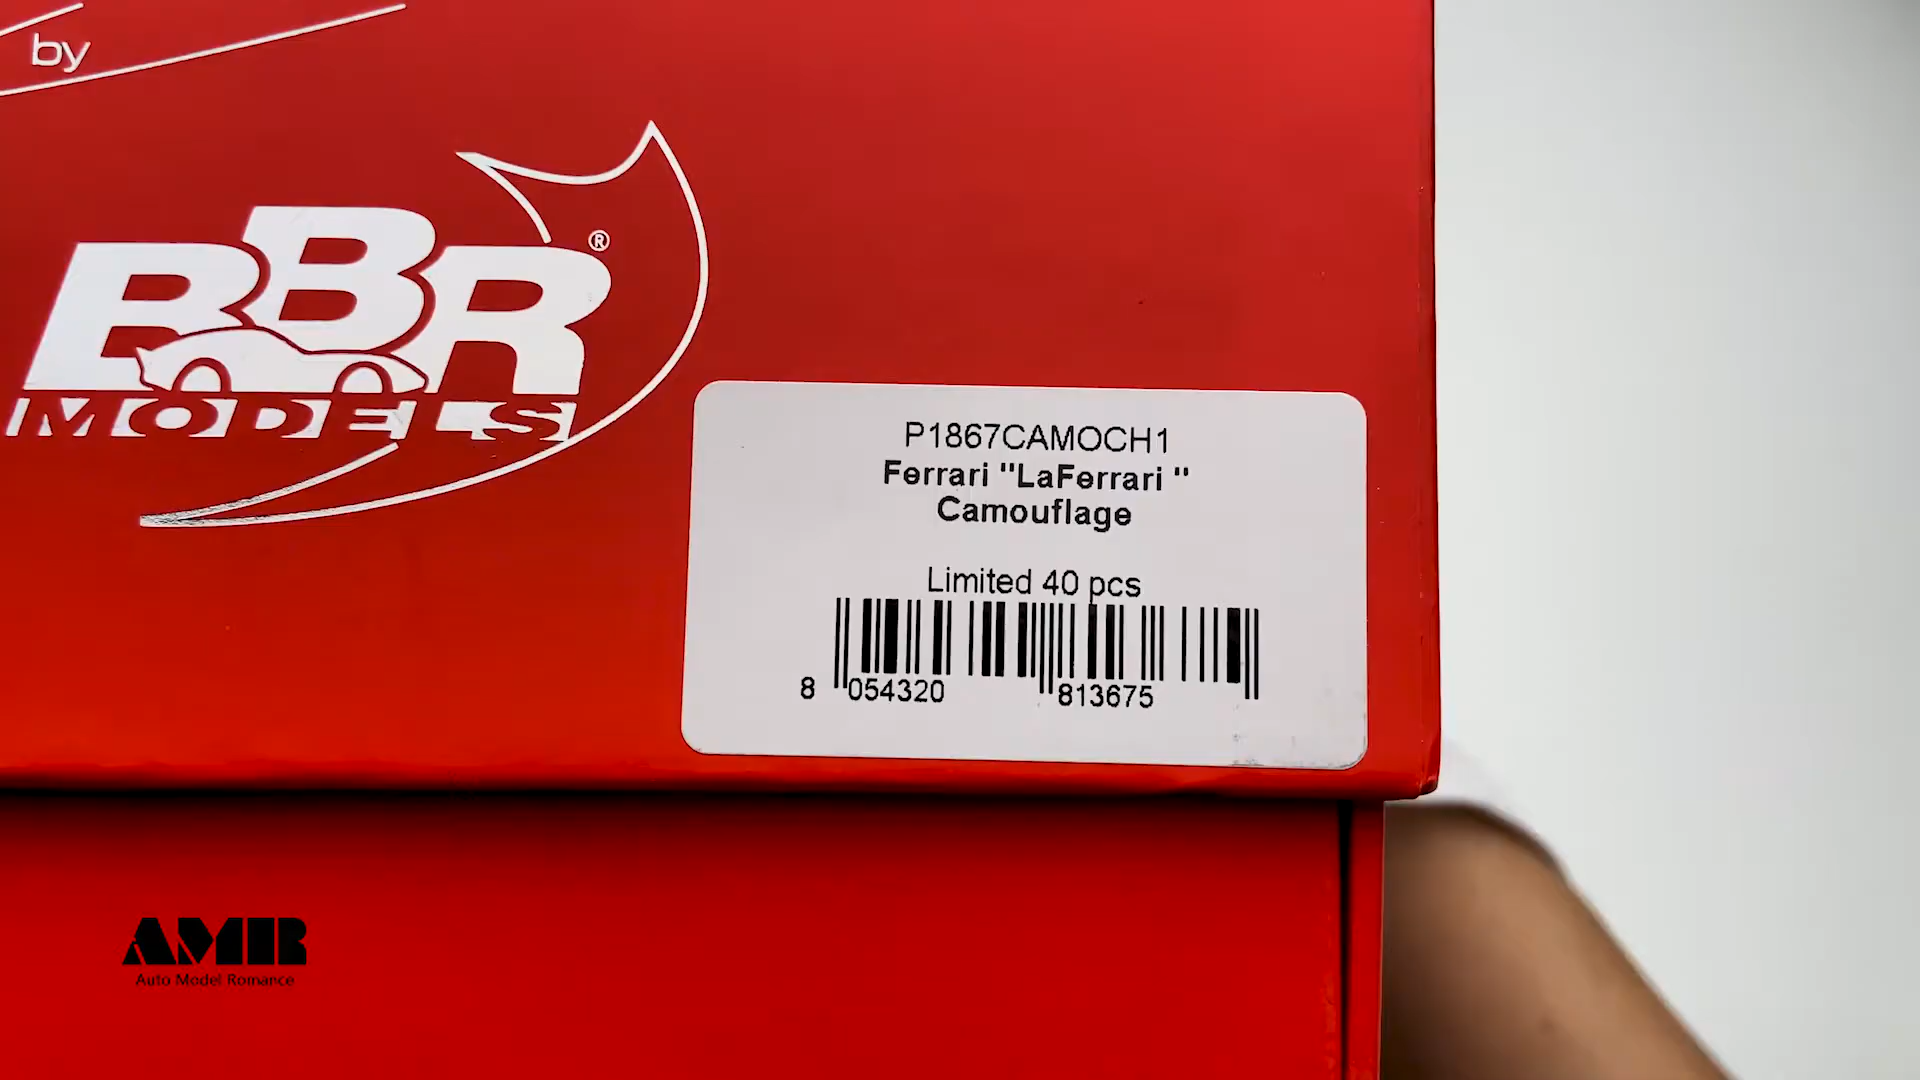 by
BBR®
MODELS
P1867CAMOCH1
Ferrari "LaFerrari "
Camouflage
Limited 40 pcs
8 054320 813675
AMR
Auto Model Romance